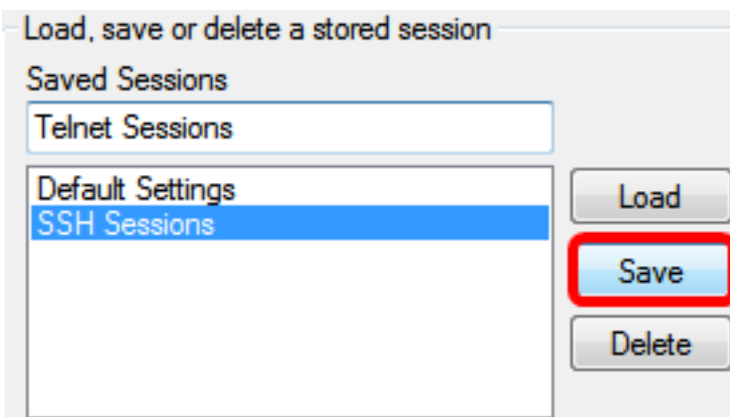 Load, save or delete a stored session
Saved Sessions
Telnet Sessions
Default Settings
SSH Sessions
Load
Save
Delete